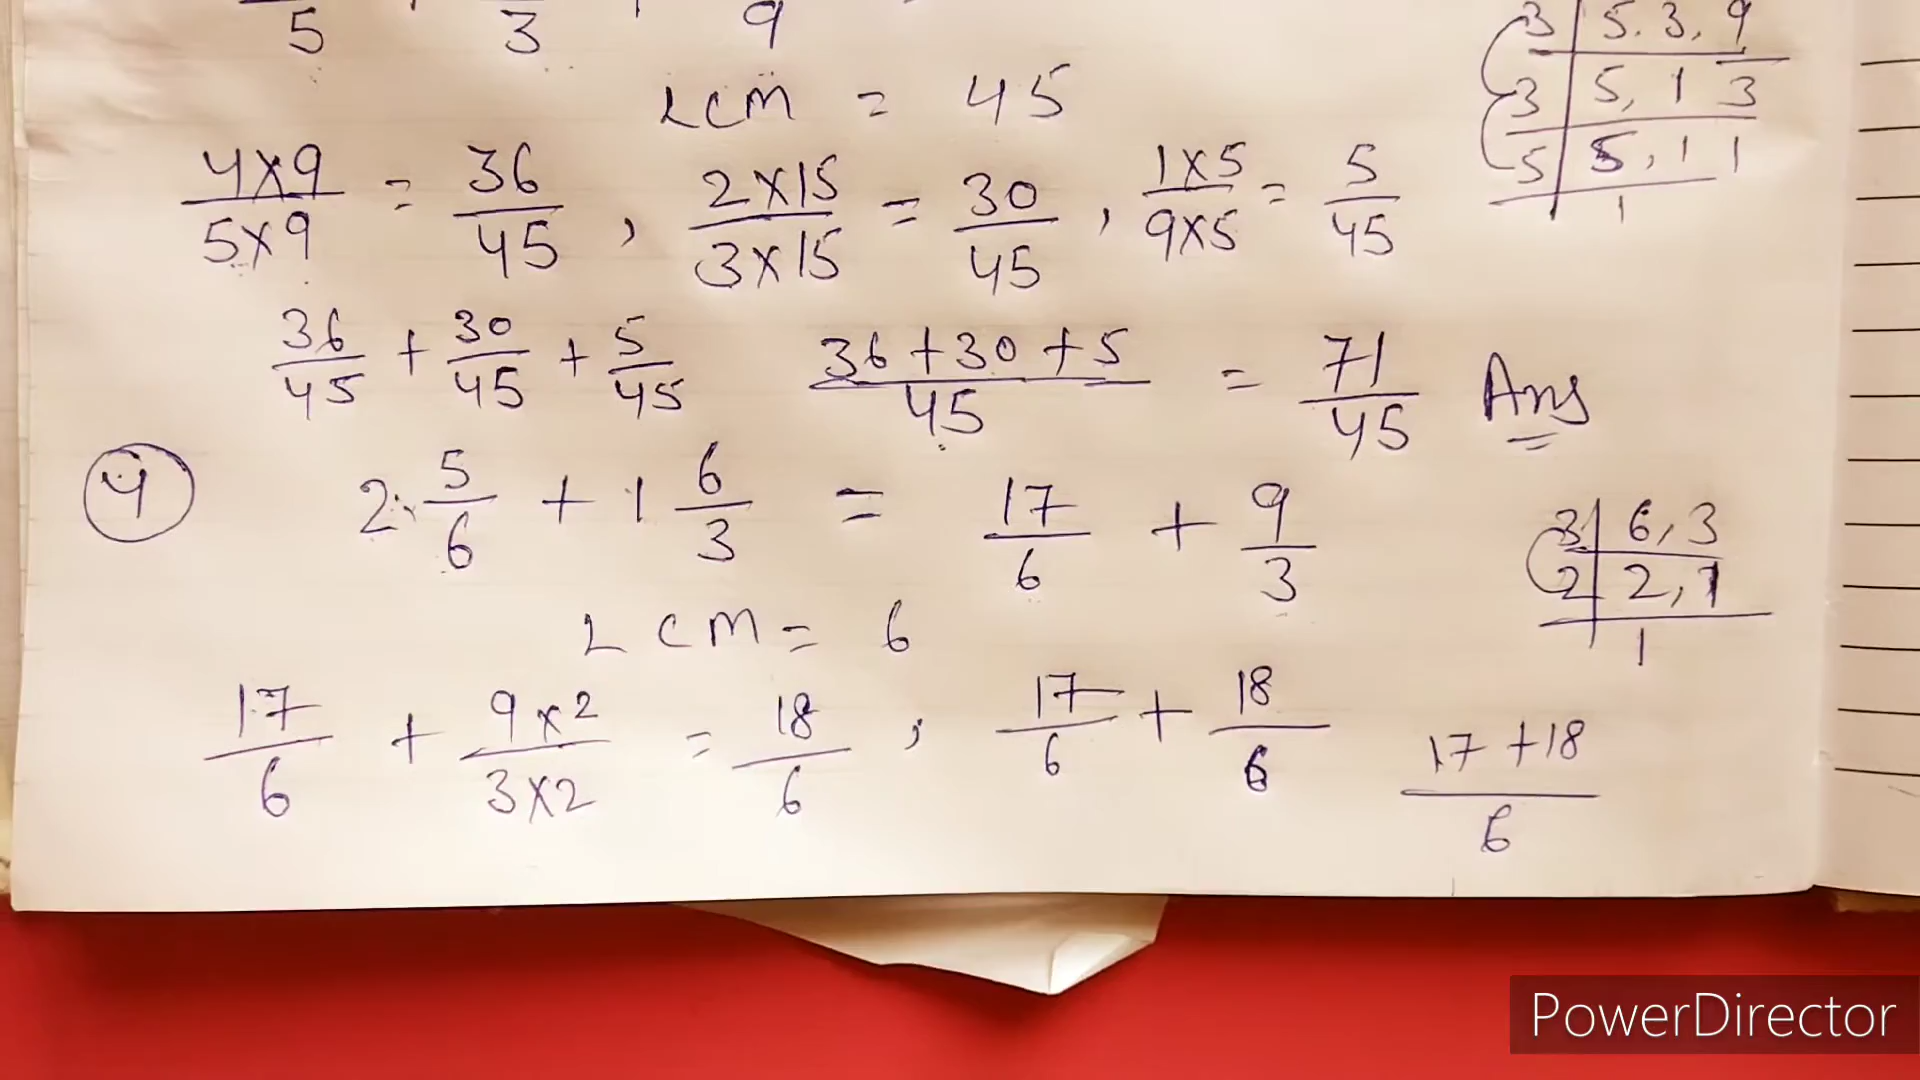 5 3 9
3 | 5, 3, 9
LCM = 45
3 | 5, 1 3
5 | 5, 1 1
1
4×9/5×9 = 36/45 , 2×15/3×15 = 30/45 , 1×5/9×5 = 5/45
36/45 + 30/45 + 5/45 36+30+5/45 = 71/45 Ans
4 2 5/6 + 1 6/3 = 17/6 + 9/3
3 | 6, 3
2 | 2, 1
1
LCM = 6
17/6 + 9×2/3×2 = 18/6 , 17/6 + 18/6 17+18/6
PowerDirector